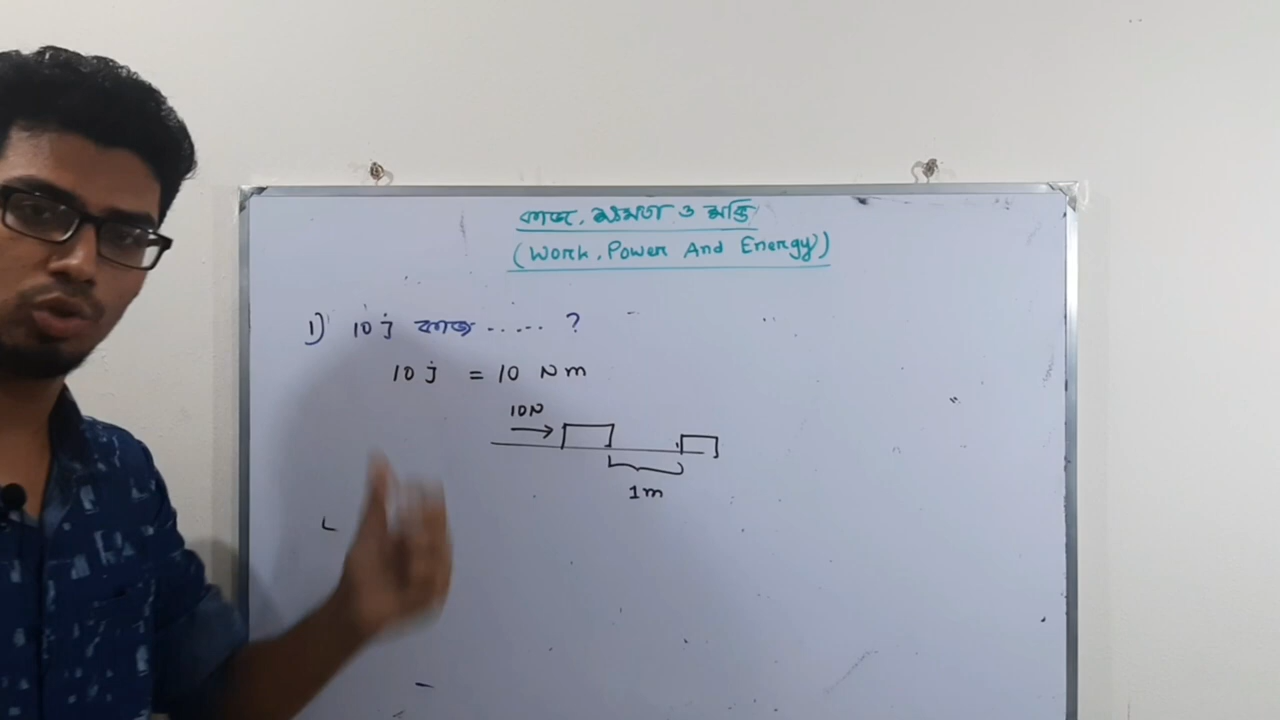 কাজ, ক্ষমতা ও শক্তি
(Work, Power And Energy)
1) 10 j কাজ ...... ?
10 j = 10 Nm
10N
1m